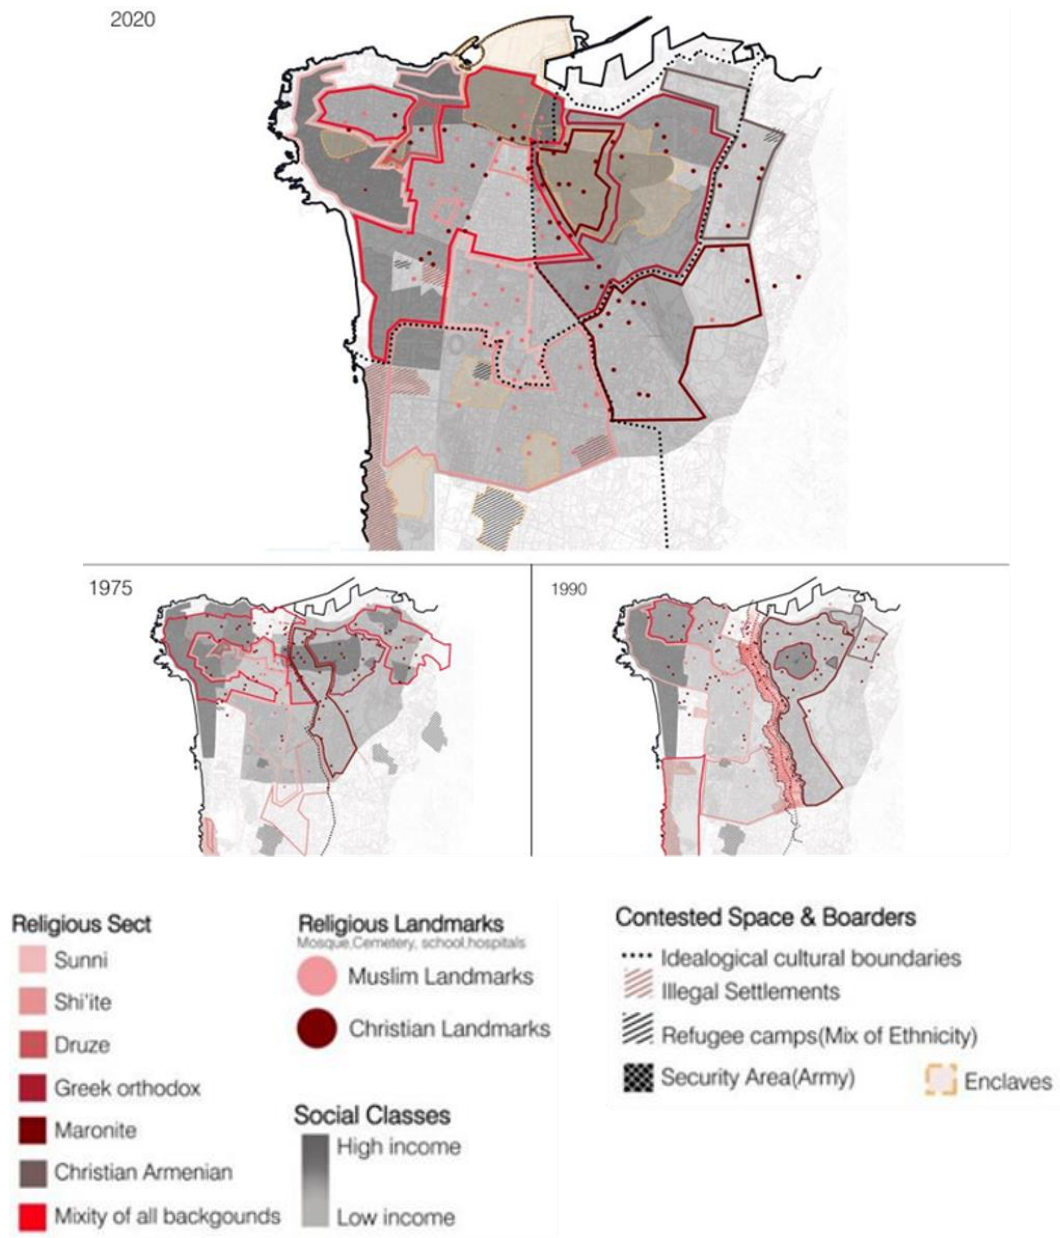 2020
1975
1990
Religious Sect
Sunni
Shi'ite
Druze
Greek orthodox
Maronite
Christian Armenian
Mixity of all backgounds
Religious Landmarks
Mosque,Cemetery, school,hospitals
Muslim Landmarks
Christian Landmarks
Social Classes
High income
Low income
Contested Space & Boarders
Idealogical cultural boundaries
Illegal Settlements
Refugee camps(Mix of Ethnicity)
Security Area(Army)
Enclaves